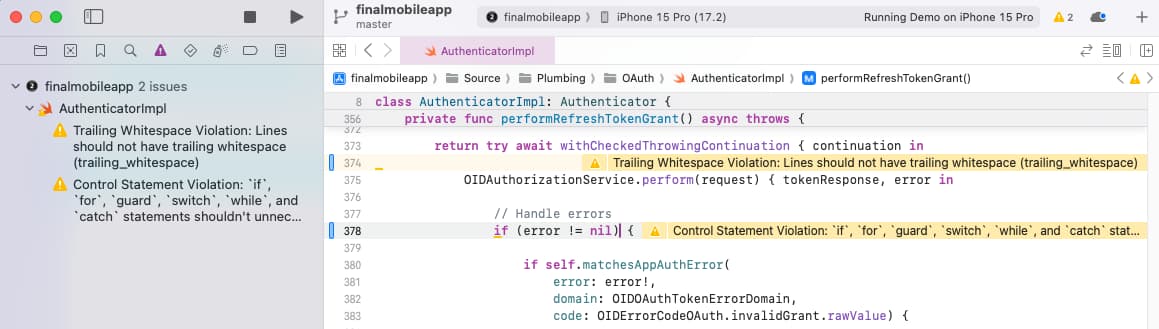 finalmobileapp
master
2 finalmobileapp iPhone 15 Pro (17.2)
Running Demo on iPhone 15 Pro
2
AuthenticatorImpl
2 finalmobileapp 2 issues
AuthenticatorImpl
Trailing Whitespace Violation: Lines
should not have trailing whitespace
(trailing_whitespace)
Control Statement Violation: `if`,
`for`, `guard`, `switch`, `while`, and
`catch` statements shouldn't unnec...
finalmobileapp Source Plumbing OAuth AuthenticatorImpl M performRefreshTokenGrant()
8 class AuthenticatorImpl: Authenticator {
356 private func performRefreshTokenGrant() async throws {
372
373 return try await withCheckedThrowingContinuation { continuation in
374 Trailing Whitespace Violation: Lines should not have trailing whitespace (trailing_whitespace)
375 OIDAuthorizationService.perform(request) { tokenResponse, error in
376
377 // Handle errors
378 if (error != nil) { Control Statement Violation: `if`, `for`, `guard`, `switch`, `while`, and `catch` stat...
379
380 if self.matchesAppAuthError(
381 error: error!,
382 domain: OIDOAuthTokenErrorDomain,
383 code: OIDErrorCodeOAuth.invalidGrant.rawValue) {